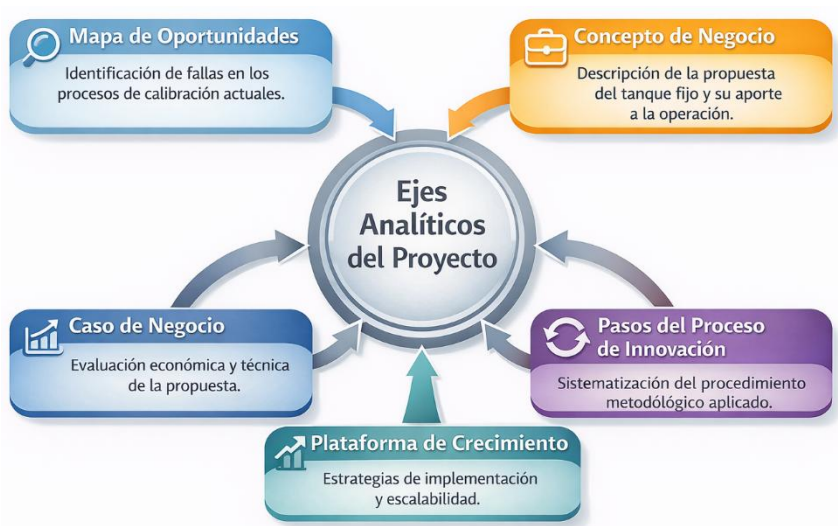 Mapa de Oportunidades
Identificación de fallas en los
procesos de calibración actuales.
Concepto de Negocio
Descripción de la propuesta
del tanque fijo y su aporte
a la operación.
Ejes
Analíticos
del Proyecto
Caso de Negocio
Evaluación económica y técnica
de la propuesta.
Pasos del Proceso
de Innovación
Sistematización del procedimiento
metodólógico aplicado.
Plataforma de Crecimiento
Estrategias de implementación
y escalabilidad.